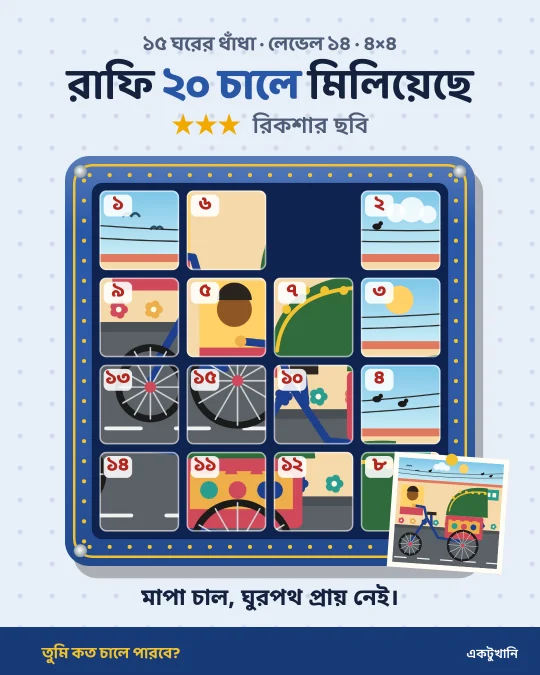 ১৫ ঘরের ধাঁধা · লেভেল ১৪ · ৪×৪
রাফি ২০ চালে মিলিয়েছে
★★★ রিকশার ছবি
১ ৬ ২
৯ ৫ ৭ ৩
১৩ ১৫ ১০ ৪
১৪ ১১ ১২ ৮
মাপা চাল, ঘুরপথ প্রায় নেই।
তুমি কত চালে পারবে?
একটুখানি